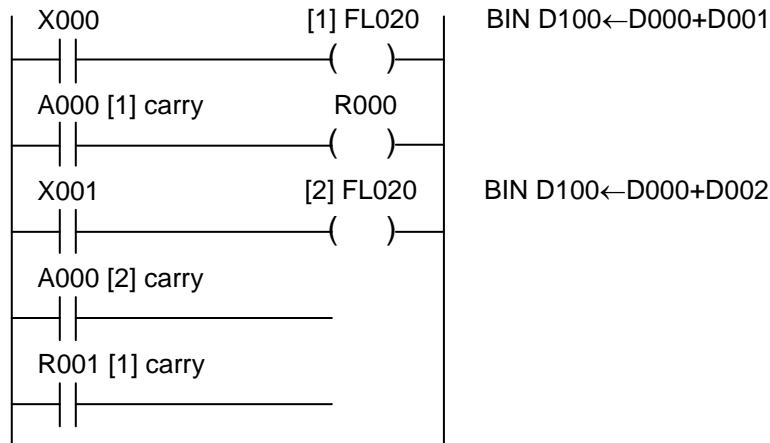 X000 [1] FL020 BIN D100←D000+D001
( )
A000 [1] carry R000
( )
X001 [2] FL020 BIN D100←D000+D002
( )
A000 [2] carry
R001 [1] carry